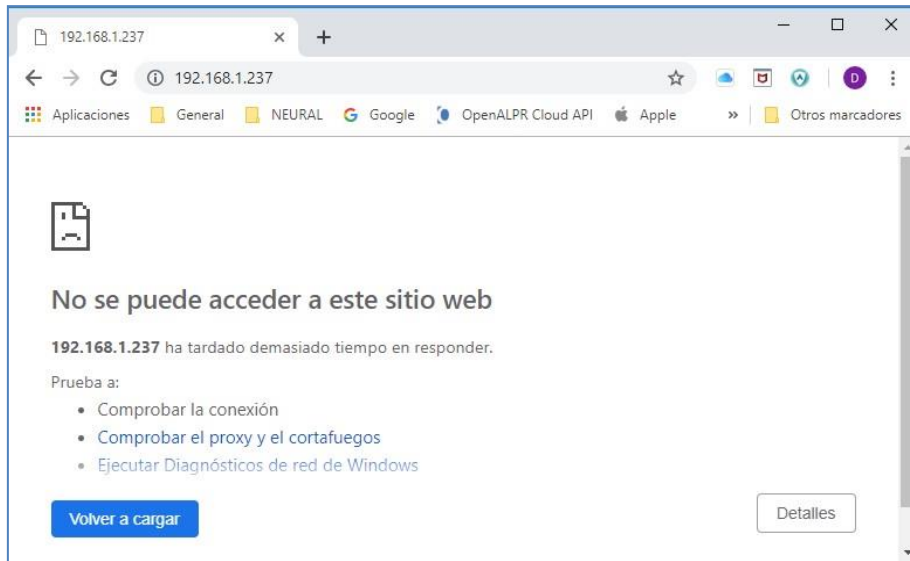 192.168.1.237
192.168.1.237
D
Aplicaciones General NEURAL G Google OpenALPR Cloud API Apple » Otros marcadores
No se puede acceder a este sitio web
192.168.1.237 ha tardado demasiado tiempo en responder.
Prueba a:
• Comprobar la conexión
• Comprobar el proxy y el cortafuegos
• Ejecutar Diagnósticos de red de Windows
Volver a cargar
Detalles